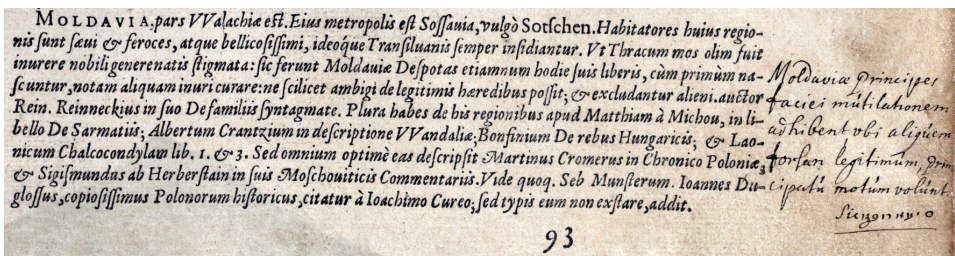 MOLDAVIA, pars VValachiæ est. Eius metropolis est Sossauia, vulgò Sotschen. Habitatores huius regio-
nis sunt sæui & feroces, atque bellicosissimi, ideóque Transiluanis semper insidiantur. Vt Thracum mos olim fuit
inurere nobili generenatis stigmata: sic ferunt Moldauiæ Despotas etiamnum hodie suis liberis, cùm primùm na-
scuntur, notam aliquam inuri curare: ne scilicet ambigi de legitimis hæredibus possit; & excludantur alieni. auctor
Rein. Reinneckius in suo De familiis syntagmate. Plura habes de his regionibus apud Matthiam à Michou, in li-
bello De Sarmatiis; Albertum Crantzium in descriptione VVandaliæ; Bonfinium De rebus Hungaricis; & Lao-
nicum Chalcocondylam lib. 1. & 3. Sed omnium optimè eas descripsit Martinus Cromerus in Chronico Poloniæ,
& Sigismundus ab Herberstain in suis Moschouiticis Commentariis. Vide quoq. Seb Munsterum. Ioannes Du-
glossus, copiosissimus Polonorum historicus, citatur à Ioachimo Cureo; sed typis eum non exstare, addit.
93
Moldaviæ principes
faciei mutilationem
adhibent ubi aliquem
forsan legitimum, prin
cipatu motum volunt